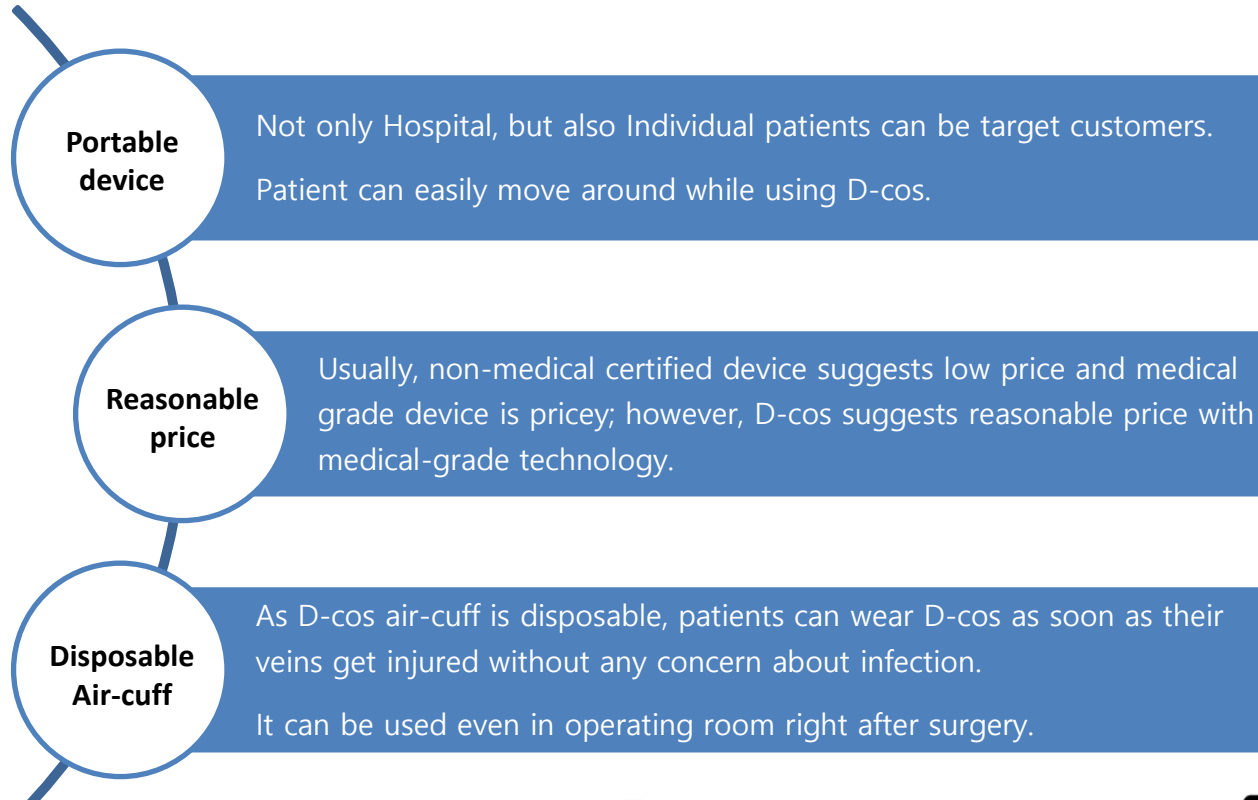 Portable
device
Not only Hospital, but also Individual patients can be target customers.
Patient can easily move around while using D-cos.
Reasonable
price
Usually, non-medical certified device suggests low price and medical
grade device is pricey; however, D-cos suggests reasonable price with
medical-grade technology.
Disposable
Air-cuff
As D-cos air-cuff is disposable, patients can wear D-cos as soon as their
veins get injured without any concern about infection.
It can be used even in operating room right after surgery.